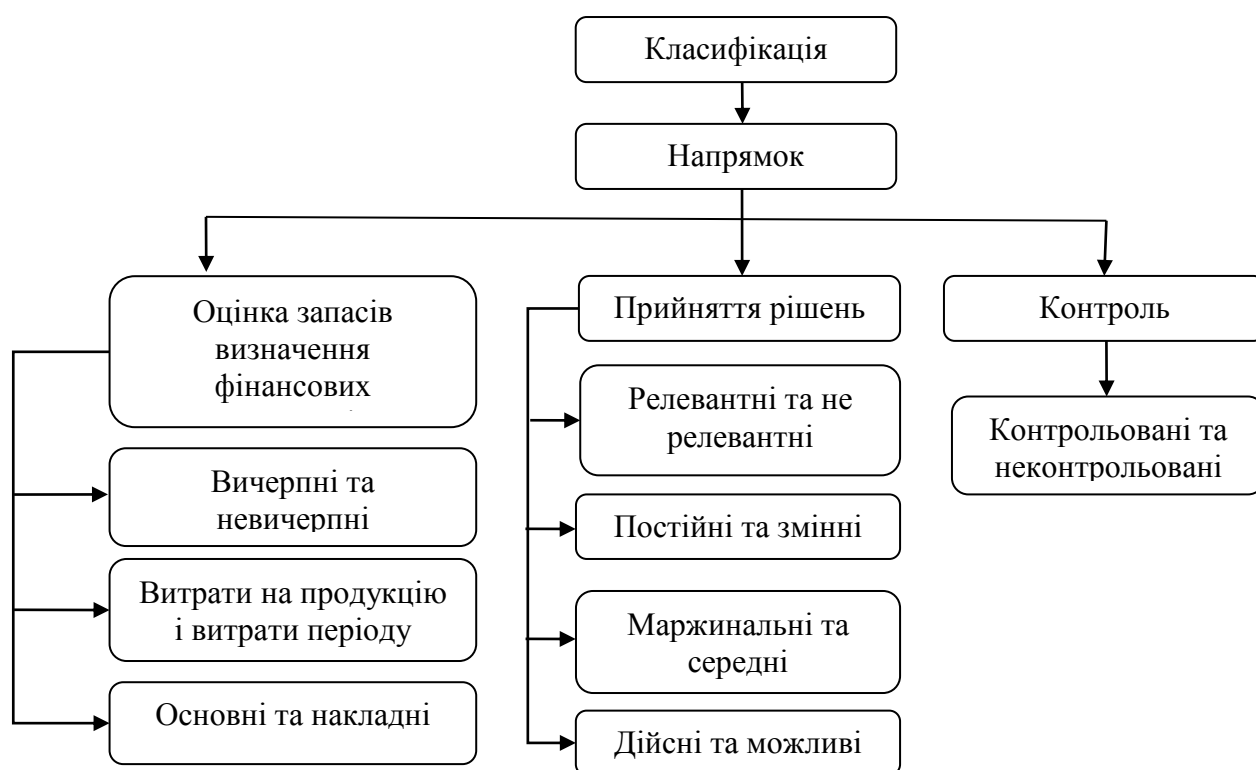 Класифікація
Напрямок
Оцінка запасів
визначення
фінансових
Вичерпні та
невичерпні
Витрати на продукцію
і витрати періоду
Основні та накладні
Прийняття рішень
Релевантні та не
релевантні
Постійні та змінні
Маржинальні та
середні
Дійсні та можливі
Контроль
Контрольовані та
неконтрольовані